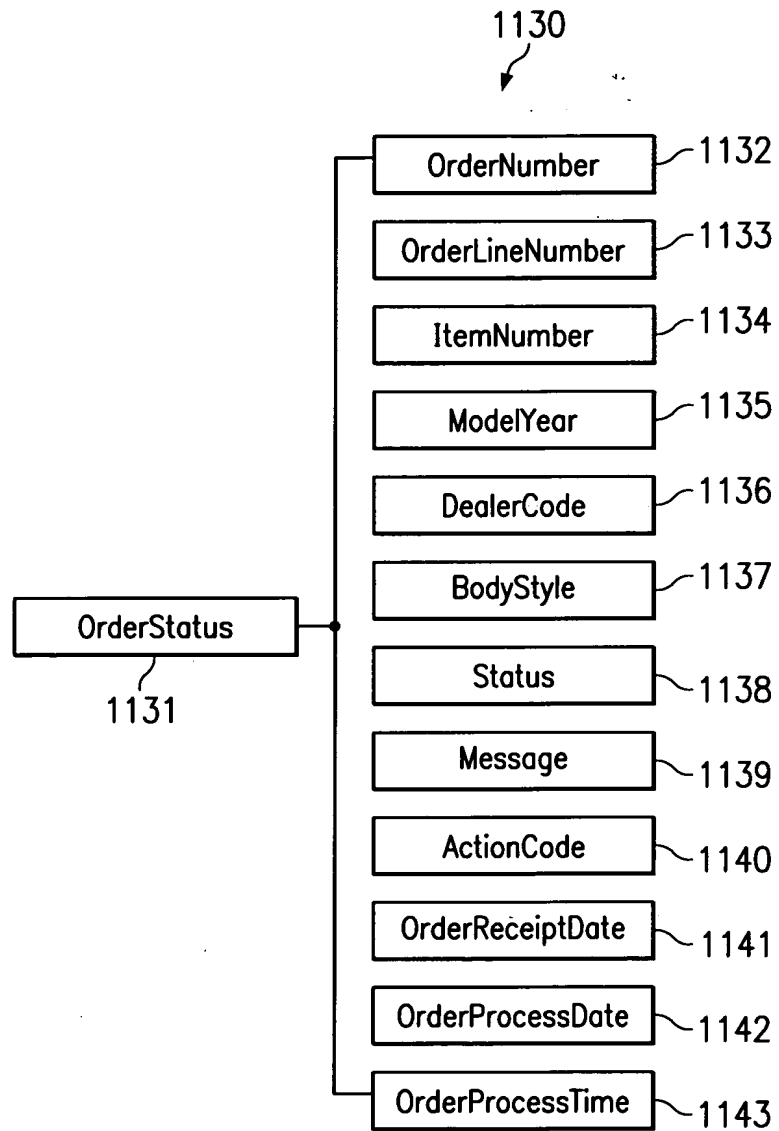 1130
OrderNumber 1132
OrderLineNumber 1133
ItemNumber 1134
ModelYear 1135
DealerCode 1136
BodyStyle 1137
OrderStatus
1131
Status 1138
Message 1139
ActionCode 1140
OrderReceiptDate 1141
OrderProcessDate 1142
OrderProcessTime 1143